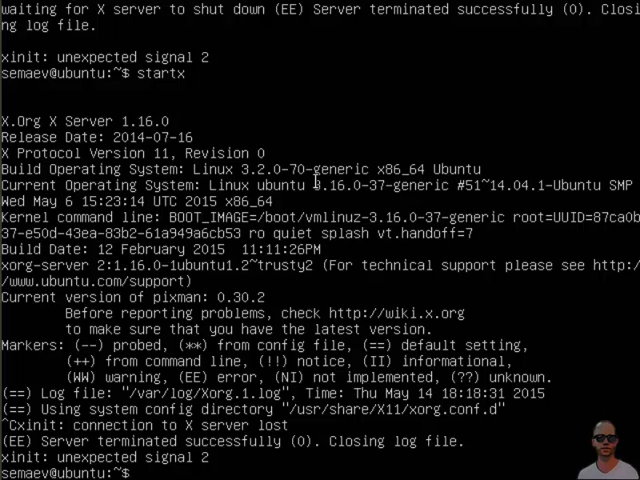 waiting for X server to shut down (EE) Server terminated successfully (0). Closi
ng log file.
xinit: unexpected signal 2
semaev@ubuntu:~$ startx
X.Org X Server 1.16.0
Release Date: 2014-07-16
X Protocol Version 11, Revision 0
Build Operating System: Linux 3.2.0-70-generic x86_64 Ubuntu
Current Operating System: Linux ubuntu 3.16.0-37-generic #51~14.04.1-Ubuntu SMP
Wed May 6 15:23:14 UTC 2015 x86_64
Kernel command line: BOOT_IMAGE=/boot/vmlinuz-3.16.0-37-generic root=UUID=87ca0b
37-e50d-43ea-83b2-61a949a6cb53 ro quiet splash vt.handoff=7
Build Date: 12 February 2015  11:11:26PM
xorg-server 2:1.16.0-1ubuntu1.2~trusty2 (For technical support please see http:/
/www.ubuntu.com/support)
Current version of pixman: 0.30.2
Before reporting problems, check http://wiki.x.org
to make sure that you have the latest version.
Markers: (--) probed, (**) from config file, (==) default setting,
(++) from command line, (!!) notice, (II) informational,
(WW) warning, (EE) error, (NI) not implemented, (??) unknown.
(==) Log file: "/var/log/Xorg.1.log", Time: Thu May 14 18:18:31 2015
(==) Using system config directory "/usr/share/X11/xorg.conf.d"
^Cxinit: connection to X server lost
(EE) Server terminated successfully (0). Closing log file.
xinit: unexpected signal 2
semaev@ubuntu:~$